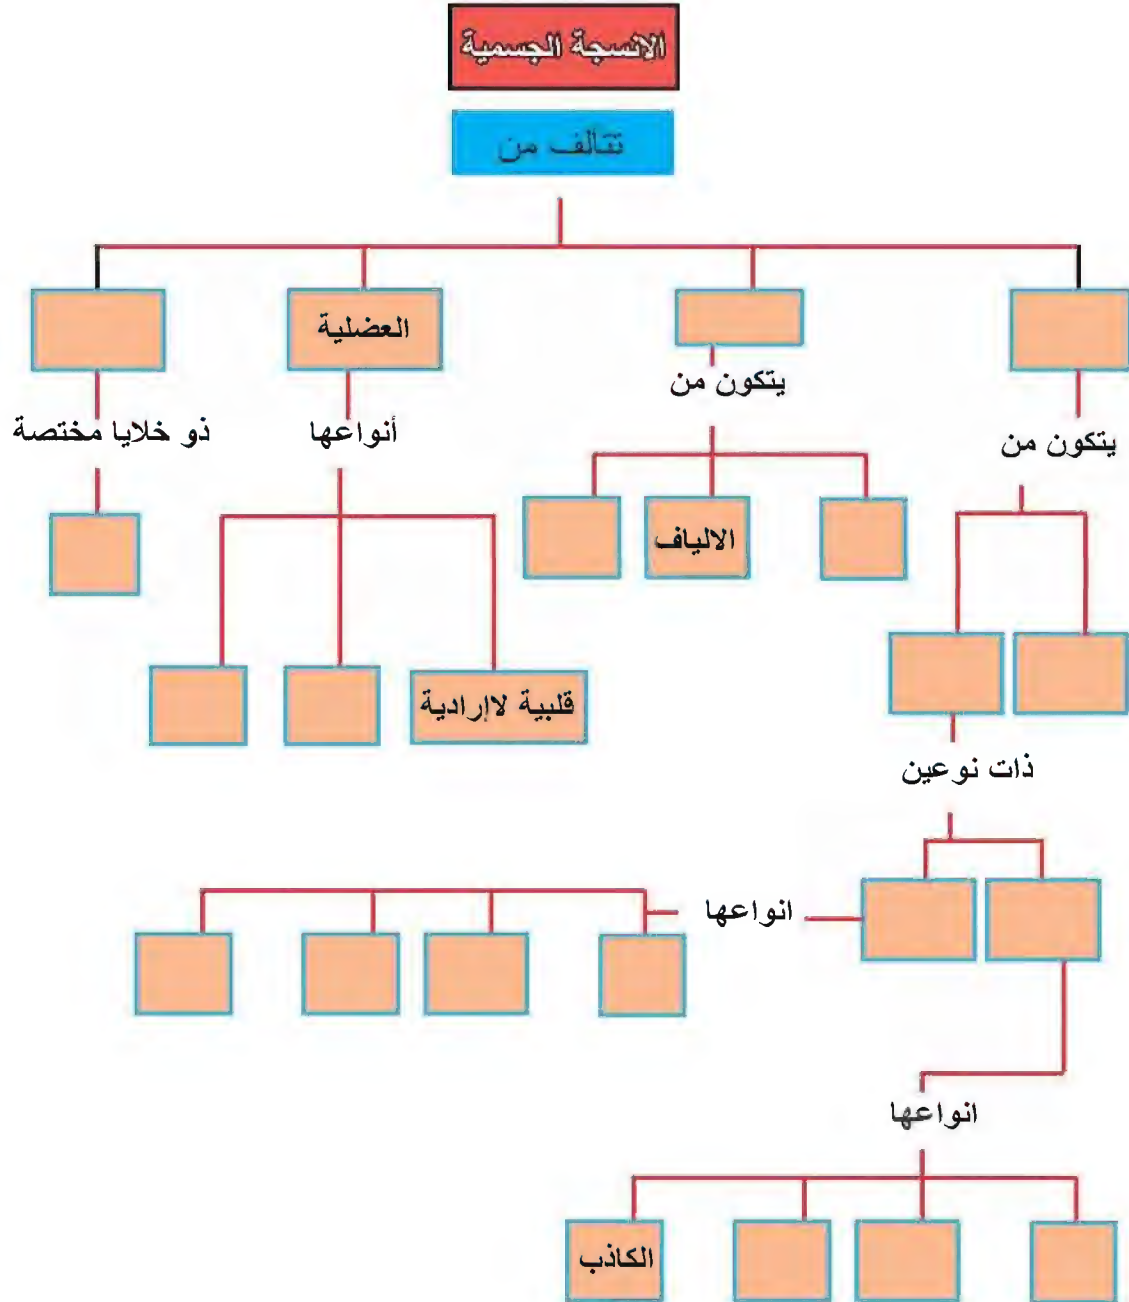 الانسجة الجسمية
تتألف من
العضلية
يتكون من
يتكون من
أنواعها
ذو خلايا مختصة
الالياف
قلبية لاإرادية
ذات نوعين
انواعها
انواعها
الكاذب